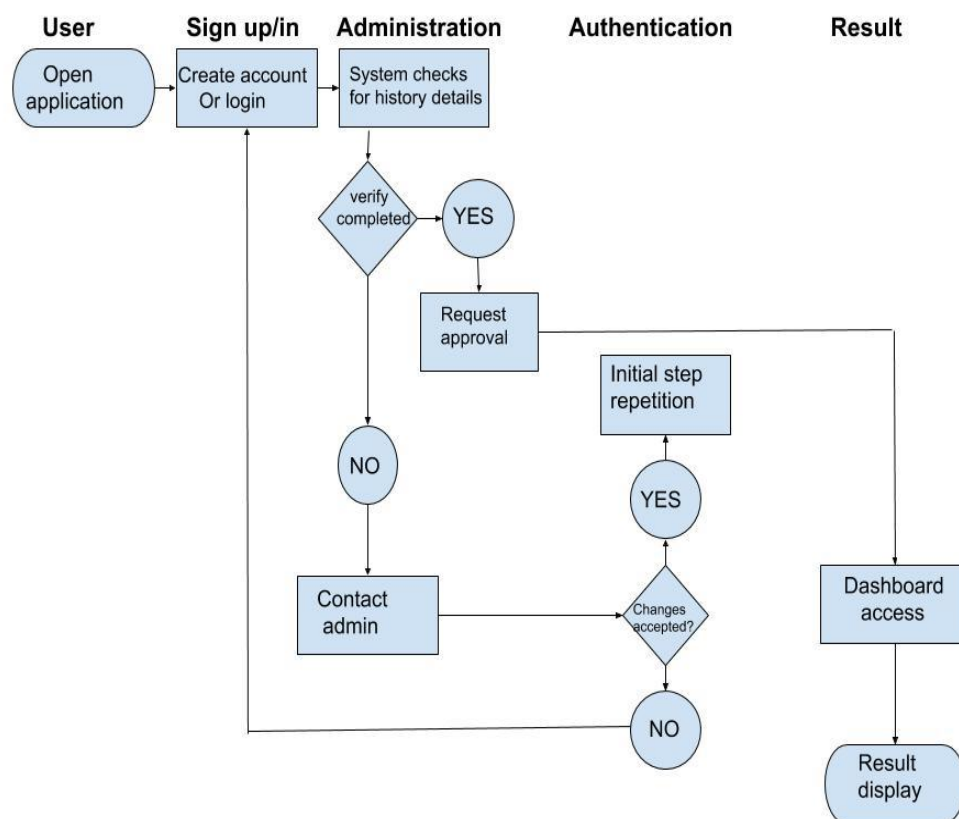 User
Sign up/in
Administration
Authentication
Result
Open
application
Create account
Or login
System checks
for history details
verify
completed
YES
Request
approval
Initial step
repetition
NO
YES
Contact
admin
Changes
accepted?
Dashboard
access
NO
Result
display